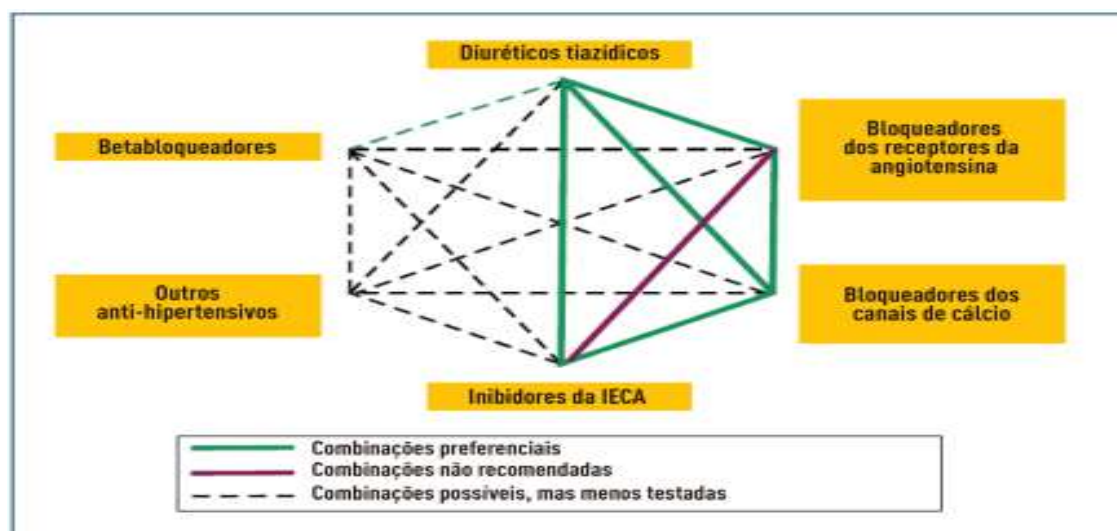 Diuréticos tiazídicos
Betabloqueadores
Bloqueadores
dos receptores da
angiotensina
Outros
anti-hipertensivos
Bloqueadores dos
canais de cálcio
Inibidores da IECA
Combinações preferenciais
Combinações não recomendadas
Combinações possíveis, mas menos testadas